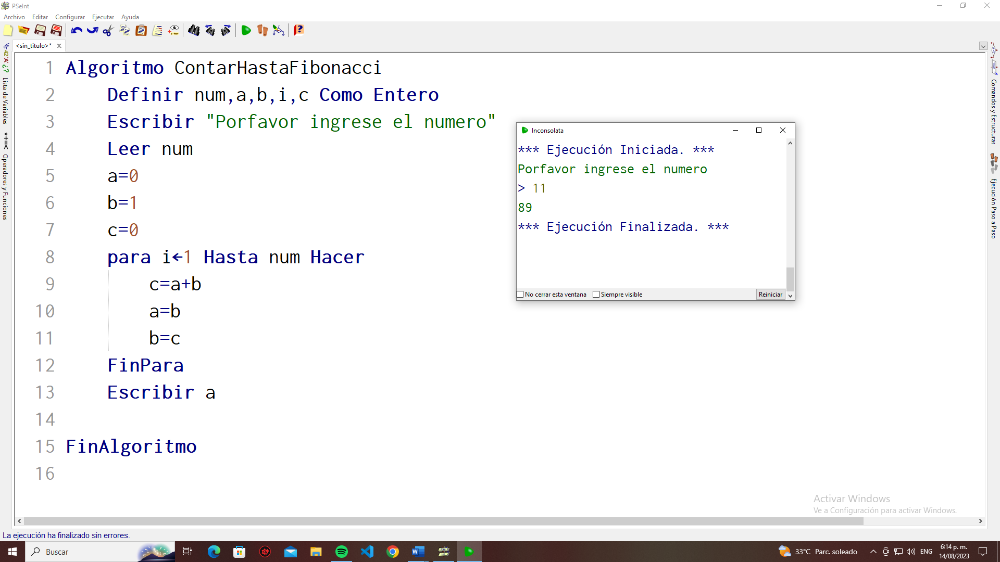 PSeInt
Archivo Editar Configurar Ejecutar Ayuda
<sin_titulo>*
1 Algoritmo ContarHastaFibonacci
2 Definir num,a,b,i,c Como Entero
3 Escribir "Porfavor ingrese el numero"
4 Leer num
5 a=0
6 b=1
7 c=0
8 para i←1 Hasta num Hacer
9 c=a+b
10 a=b
11 b=c
12 FinPara
13 Escribir a
14
15 FinAlgoritmo
16
Lista de Variables
Operadores y Funciones
Comandos y Estructuras
Ejecución Paso a Paso
Inconsolata
*** Ejecución Iniciada. ***
Porfavor ingrese el numero
> 11
89
*** Ejecución Finalizada. ***
No cerrar esta ventana Siempre visible Reiniciar
Activar Windows
Ve a Configuración para activar Windows.
La ejecución ha finalizado sin errores.
Buscar
33°C Parc. soleado
ENG
6:14 p. m.
14/08/2023